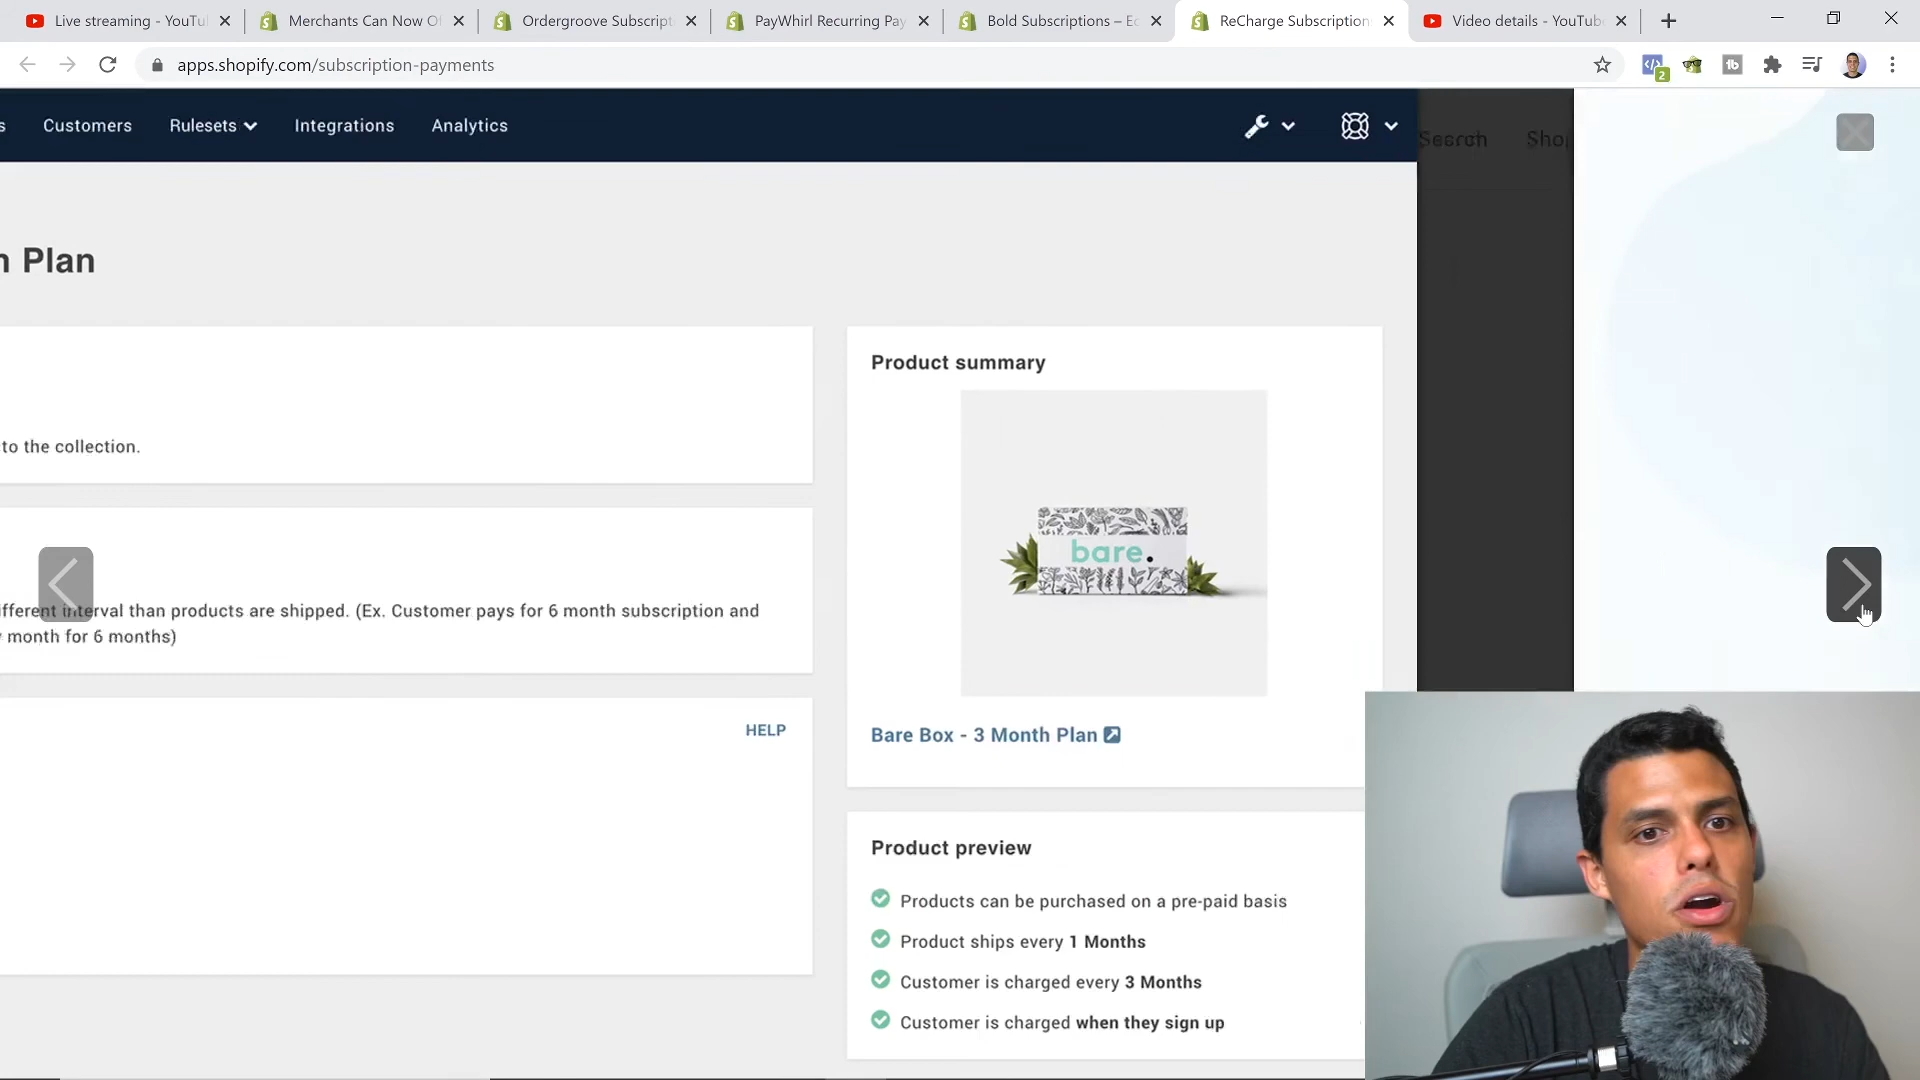 Live streaming - YouTu
Merchants Can Now Of
Ordergroove Subscript
PayWhirl Recurring Pay
Bold Subscriptions – Ec
ReCharge Subscription
Video details - YouTub
apps.shopify.com/subscription-payments
2
s
Customers
Rulesets
Integrations
Analytics
Search
Sho
n Plan
to the collection.
ifferent interval than products are shipped. (Ex. Customer pays for 6 month subscription and
month for 6 months)
HELP
Product summary
bare.
Bare Box - 3 Month Plan
Product preview
Products can be purchased on a pre-paid basis
Product ships every 1 Months
Customer is charged every 3 Months
Customer is charged when they sign up